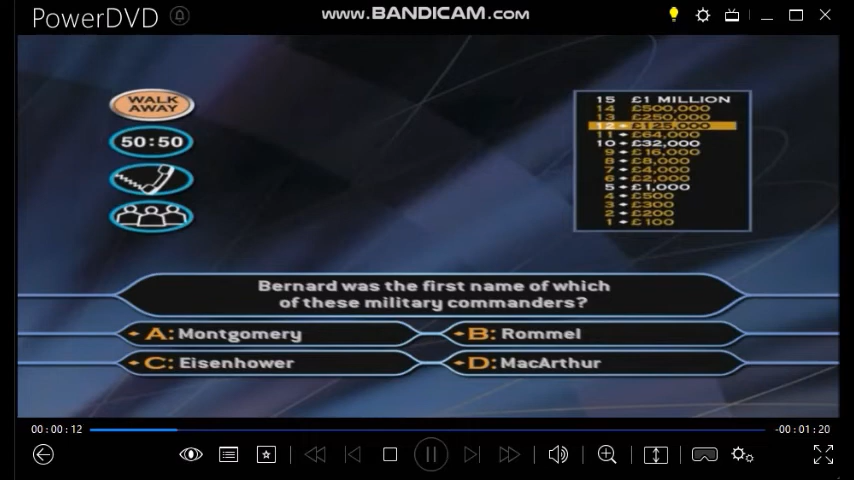 PowerDVD
www.BANDICAM.com
WALK AWAY
50:50
15 £1 MILLION
14 £500,000
13 £250,000
12 £125,000
11 £64,000
10 £32,000
9 £16,000
8 £8,000
7 £4,000
6 £2,000
5 £1,000
4 £500
3 £300
2 £200
1 £100
Bernard was the first name of which
of these military commanders?
A: Montgomery
B: Rommel
C: Eisenhower
D: MacArthur
00:00:12
-00:01:20